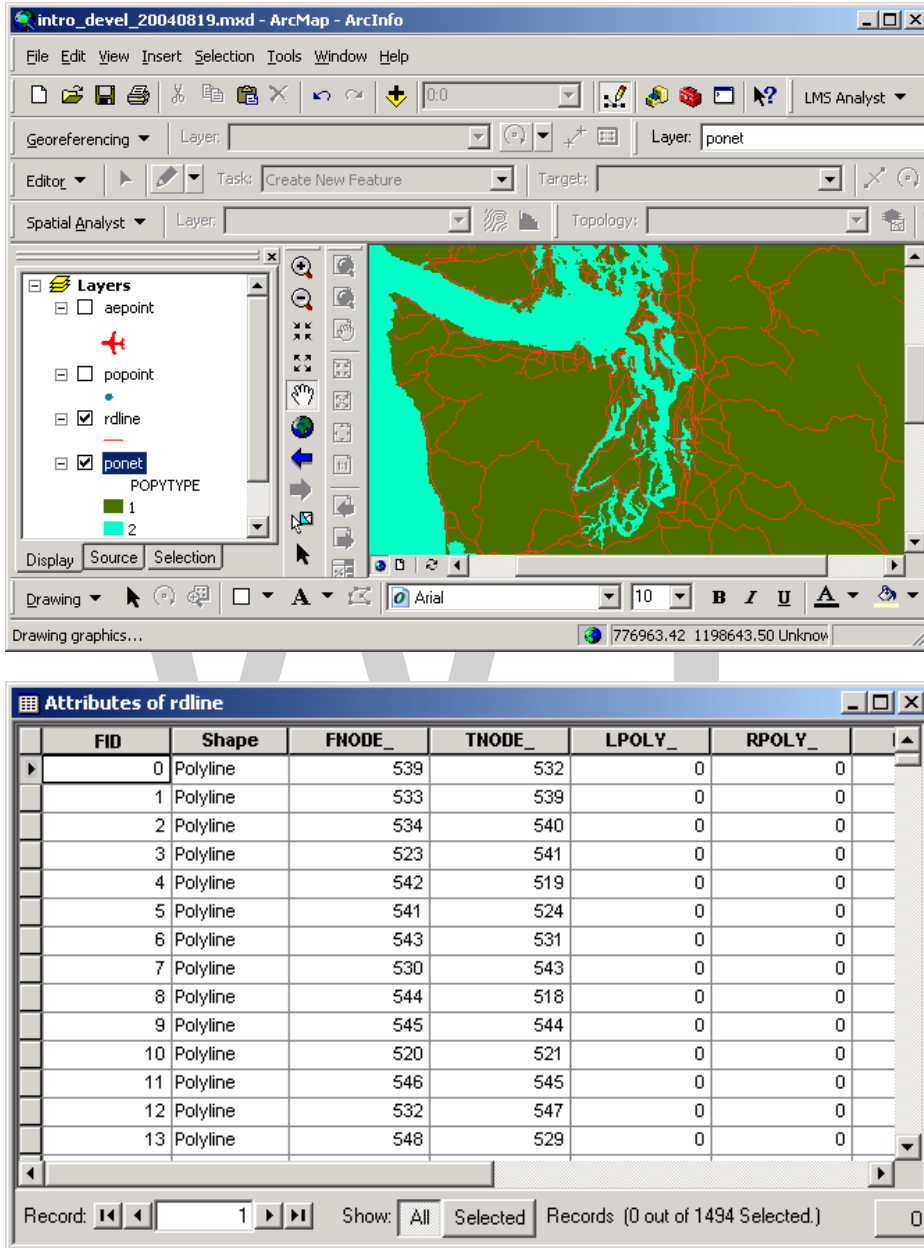 intro_devel_20040819.mxd - ArcMap - ArcInfo
File Edit View Insert Selection Tools Window Help
0:0 LMS Analyst
Georeferencing Layer: Layer: ponet
Editor Task: Create New Feature Target:
Spatial Analyst Layer: Topology:
Layers
aepoint
popoint
rdline
ponet
POPYTYPE
1
2
1:1
Display Source Selection
Drawing A Arial 10 B I U A
Drawing graphics... 776963.42 1198643.50 Unknow
Attributes of rdline
FID Shape FNODE_ TNODE_ LPOLY_ RPOLY_
0 Polyline 539 532 0 0
1 Polyline 533 539 0 0
2 Polyline 534 540 0 0
3 Polyline 523 541 0 0
4 Polyline 542 519 0 0
5 Polyline 541 524 0 0
6 Polyline 543 531 0 0
7 Polyline 530 543 0 0
8 Polyline 544 518 0 0
9 Polyline 545 544 0 0
10 Polyline 520 521 0 0
11 Polyline 546 545 0 0
12 Polyline 532 547 0 0
13 Polyline 548 529 0 0
Record: 1 Show: All Selected Records (0 out of 1494 Selected.) 0